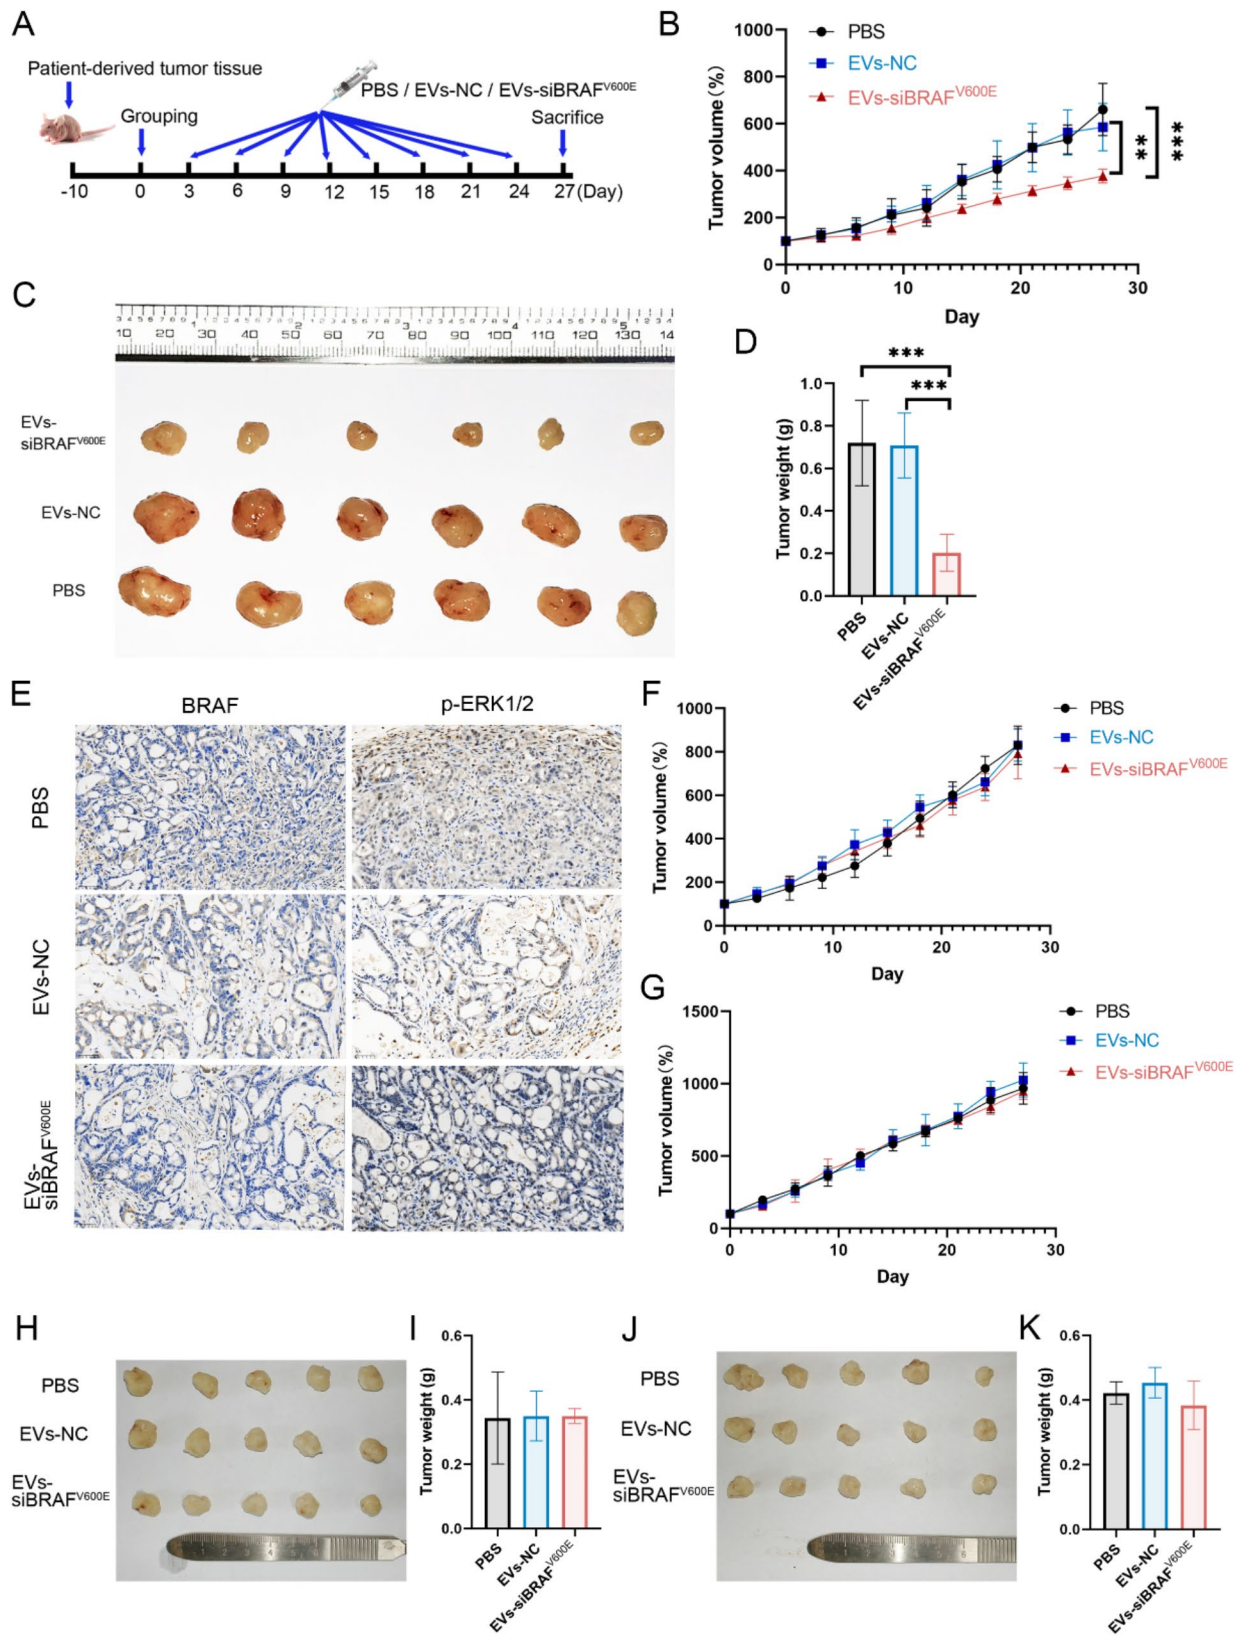 A
Patient-derived tumor tissue
PBS / EVs-NC / EVs-siBRAFV600E
Grouping
Sacrifice
-10 0 3 6 9 12 15 18 21 24 27(Day)
B
PBS
EVs-NC
EVs-siBRAFV600E
1000
800
600
400
200
0
Tumor volume (%)
**
***
0 10 20 30
Day
C
1 2 3 4 5
10 20 30 40 50 60 70 80 90 100 110 120 130 14
EVs-
siBRAFV600E
EVs-NC
PBS
D
***
***
1.0
0.8
0.6
0.4
0.2
0.0
Tumor weight (g)
PBS
EVs-NC
EVs-siBRAFV600E
E
BRAF
p-ERK1/2
PBS
EVs-NC
EVs-
siBRAFV600E
F
PBS
EVs-NC
EVs-siBRAFV600E
1000
800
600
400
200
0
Tumor volume (%)
0 10 20 30
Day
G
PBS
EVs-NC
EVs-siBRAFV600E
1500
1000
500
0
Tumor volume (%)
0 10 20 30
Day
H
PBS
EVs-NC
EVs-
siBRAFV600E
I
0.6
0.4
0.2
0.0
Tumor weight (g)
PBS
EVs-NC
EVs-siBRAFV600E
J
PBS
EVs-NC
EVs-
siBRAFV600E
K
0.6
0.4
0.2
0.0
Tumor weight (g)
PBS
EVs-NC
EVs-siBRAFV600E